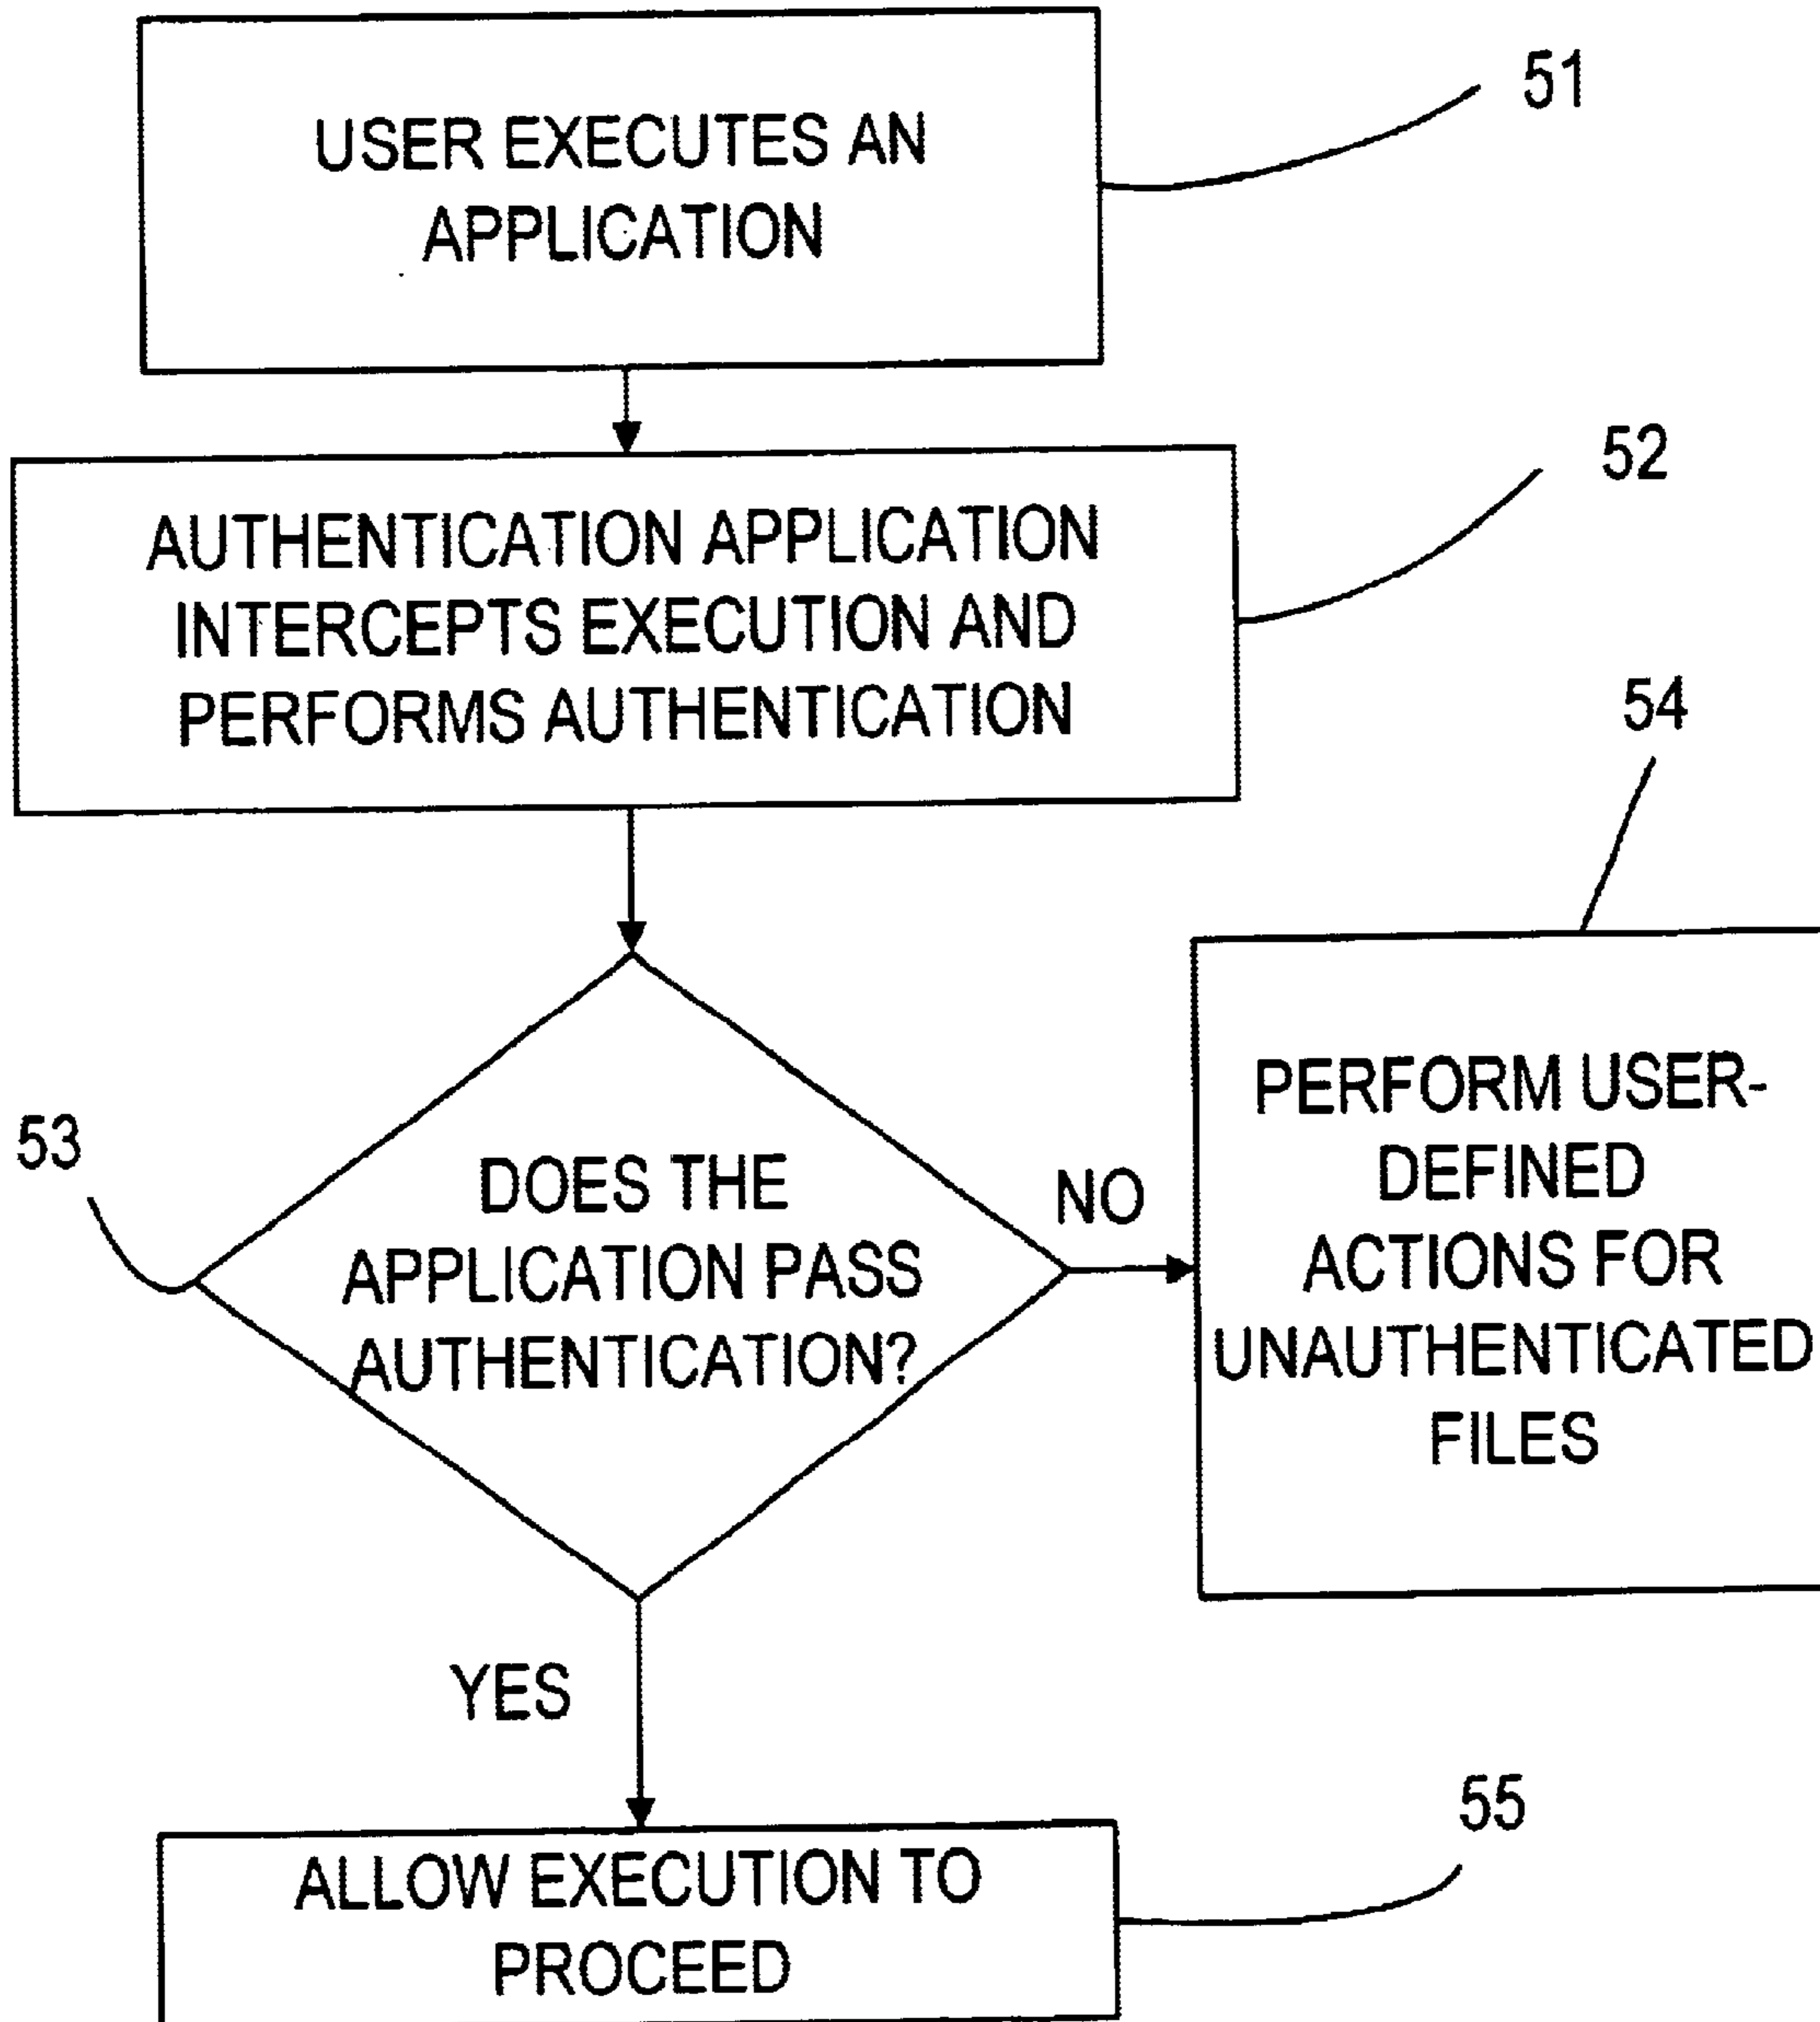 USER EXECUTES AN
APPLICATION
51
AUTHENTICATION APPLICATION
INTERCEPTS EXECUTION AND
PERFORMS AUTHENTICATION
52
53
DOES THE
APPLICATION PASS
AUTHENTICATION?
NO
54
PERFORM USER-
DEFINED
ACTIONS FOR
UNAUTHENTICATED
FILES
YES
ALLOW EXECUTION TO
PROCEED
55